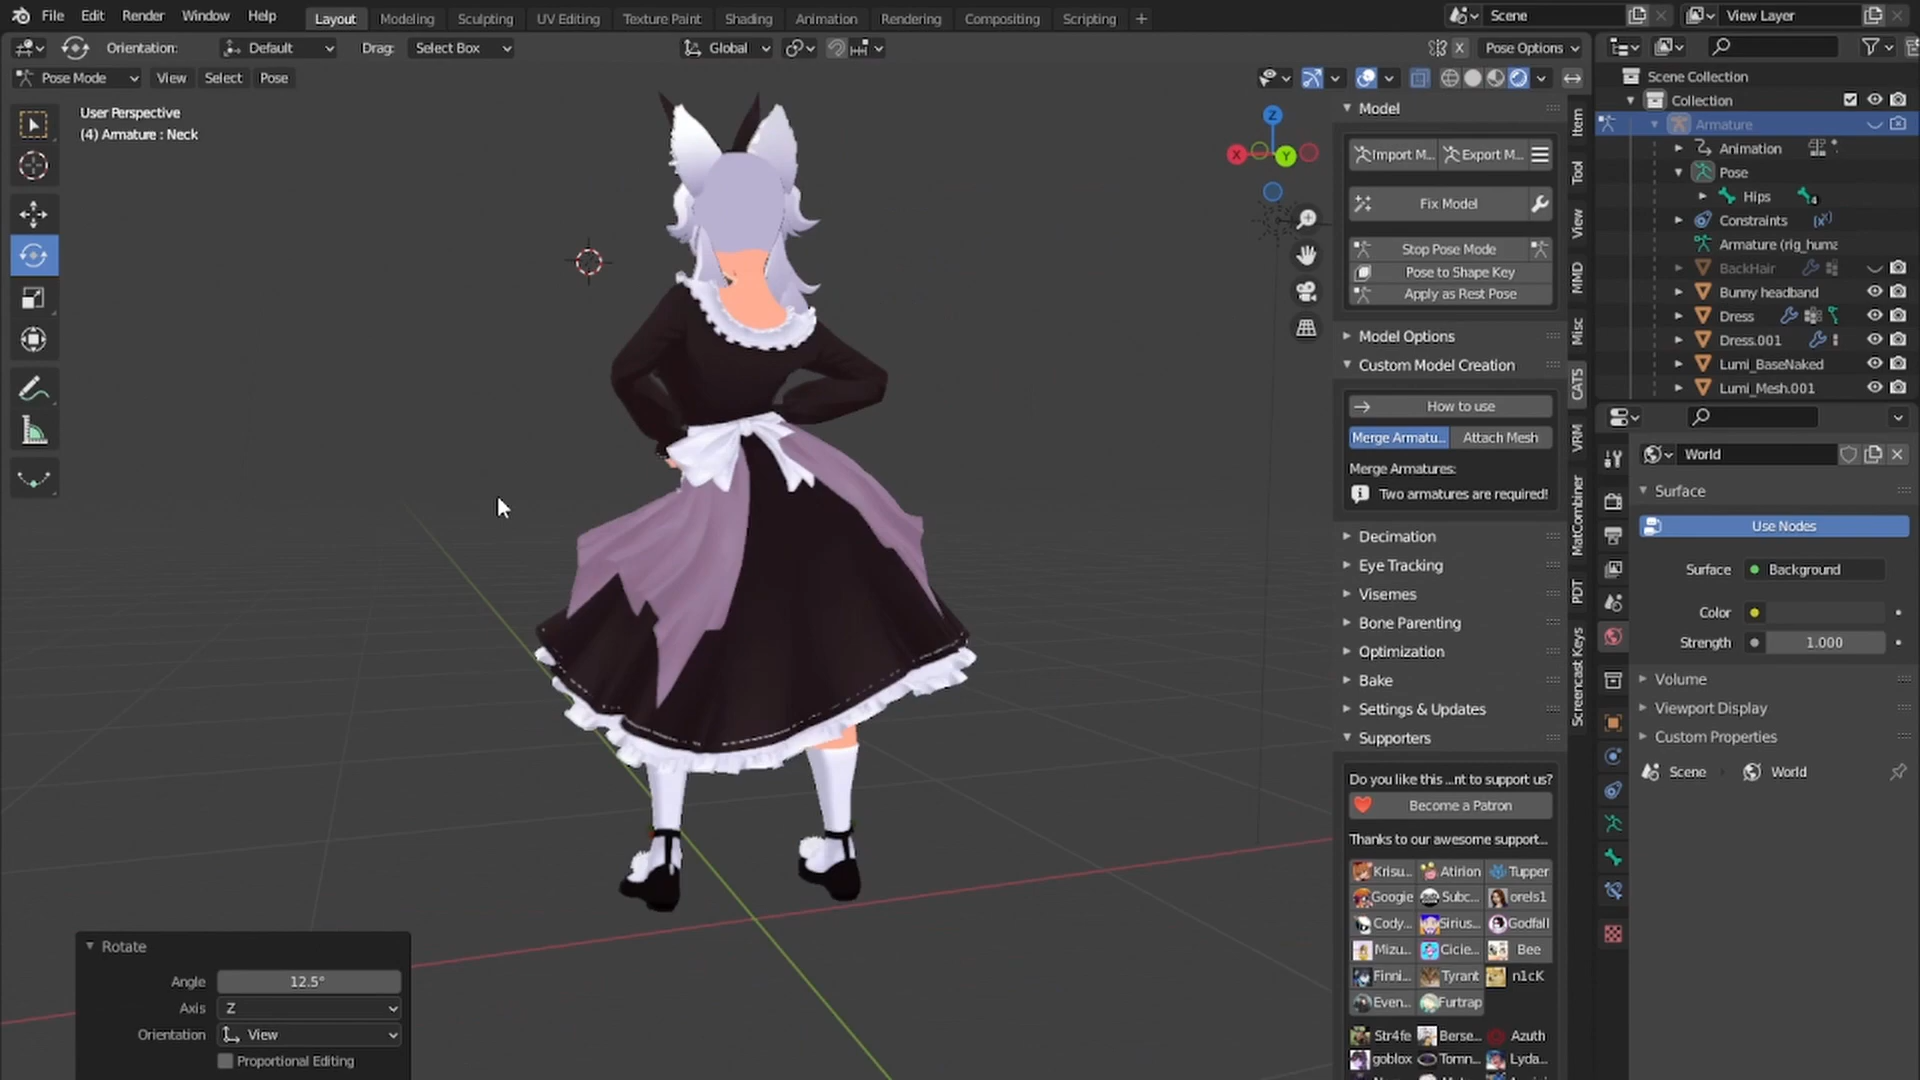 File Edit Render Window Help Layout Modeling Sculpting UV Editing Texture Paint Shading Animation Rendering Compositing Scripting + Scene View Layer
Orientation: Default Drag: Select Box Global X Pose Options
Pose Mode View Select Pose
User Perspective
(4) Armature : Neck
Z
X
Y
Rotate
Angle 12.5°
Axis Z
Orientation View
Proportional Editing
Model
Import M... Export M...
Fix Model
Stop Pose Mode
Pose to Shape Key
Apply as Rest Pose
Model Options
Custom Model Creation
How to use
Merge Armatu... Attach Mesh
Merge Armatures:
Two armatures are required!
Decimation
Eye Tracking
Visemes
Bone Parenting
Optimization
Bake
Settings & Updates
Supporters
Do you like this ...nt to support us?
Become a Patron
Thanks to our awesome support...
Krisu... Atirion Tupper
Googie Subc... orels1
Cody... Sirius... Godfall
Mizu... Cicie... Bee
Finni... Tyrant n1cK
Even... Furtrap
Str4fe Berse... Azuth
goblox Tomn... Lyda...
Item
Tool
View
MMD
Misc
CATS
VRM
MatCombiner
PDT
Screencast Keys
Scene Collection
Collection
Armature
Animation
Pose
Hips 4
Constraints
Armature (rig_huma
BackHair
Bunny headband
Dress
Dress.001
Lumi_BaseNaked
Lumi_Mesh.001
World
Surface
Use Nodes
Surface Background
Color
Strength 1.000
Volume
Viewport Display
Custom Properties
Scene World